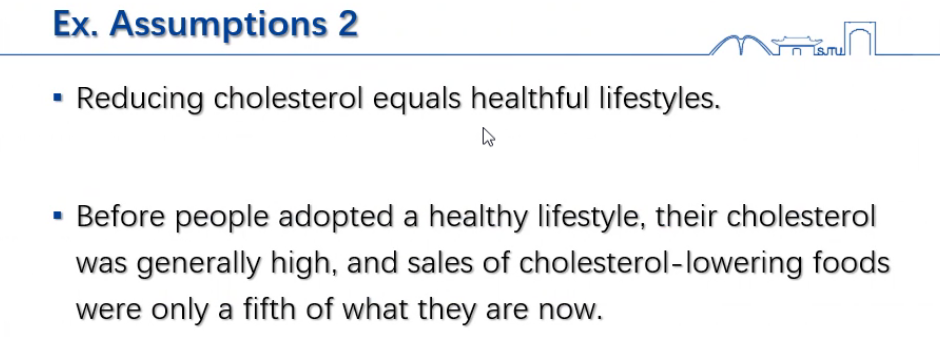 Ex. Assumptions 2
▪ Reducing cholesterol equals healthful lifestyles.
▪ Before people adopted a healthy lifestyle, their cholesterol
was generally high, and sales of cholesterol-lowering foods
were only a fifth of what they are now.